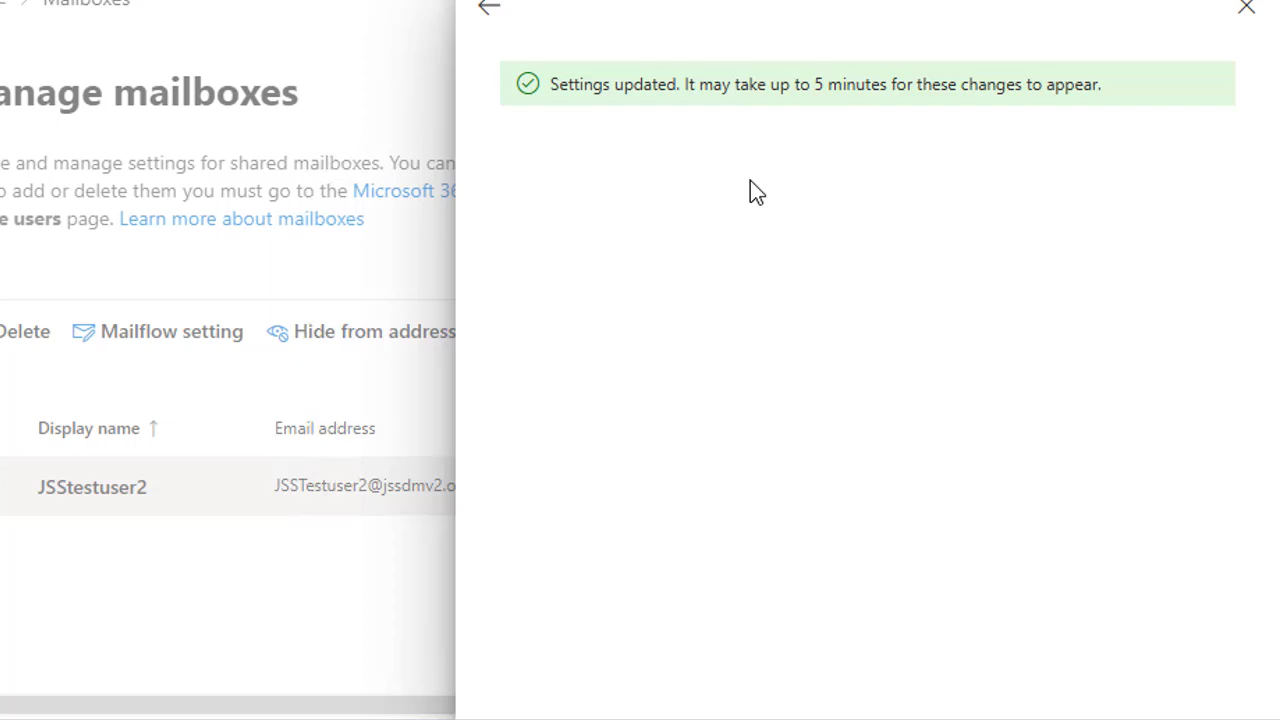 Mailboxes
anage mailboxes
e and manage settings for shared mailboxes. You can
o add or delete them you must go to the Microsoft 36
e users page. Learn more about mailboxes
Delete Mailflow setting Hide from address
Display name ↑ Email address
JSStestuser2 JSSTestuser2@jssdmv2.o
Settings updated. It may take up to 5 minutes for these changes to appear.